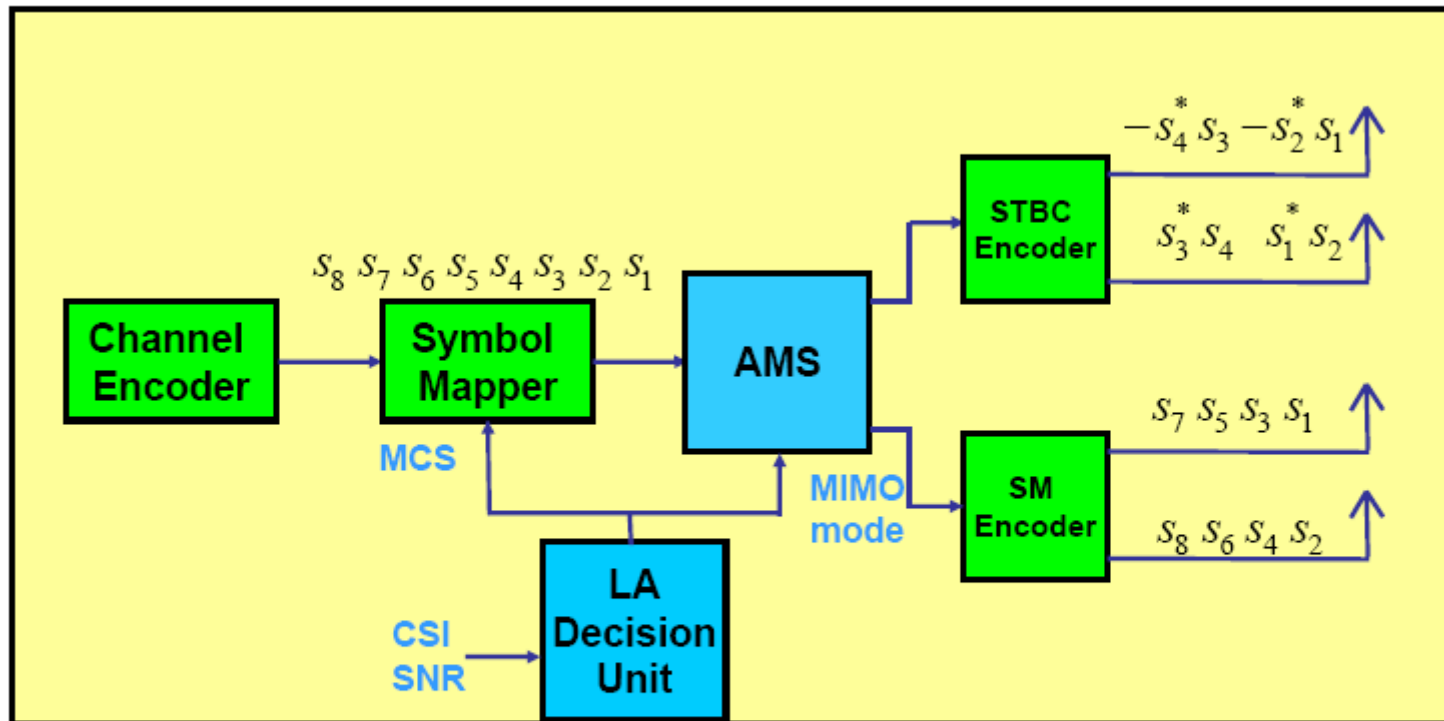 -s₄* s₃ -s₂* s₁
STBC
Encoder
s₃* s₄ s₁* s₂
s₈ s₇ s₆ s₅ s₄ s₃ s₂ s₁
Channel
Encoder
Symbol
Mapper
AMS
MCS
MIMO
mode
s₇ s₅ s₃ s₁
SM
Encoder
s₈ s₆ s₄ s₂
LA
Decision
Unit
CSI
SNR